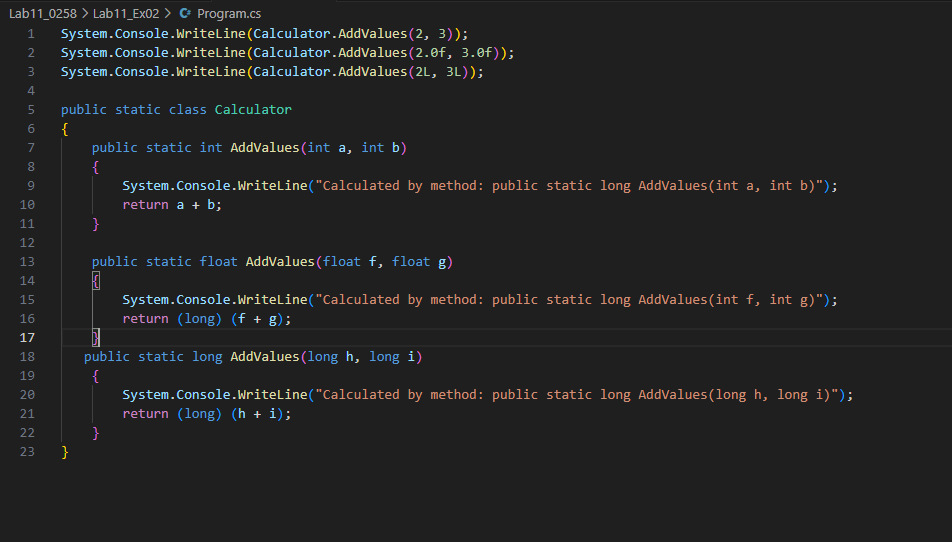 Lab11_0258 > Lab11_Ex02 > C# Program.cs
1 System.Console.WriteLine(Calculator.AddValues(2, 3));
2 System.Console.WriteLine(Calculator.AddValues(2.0f, 3.0f));
3 System.Console.WriteLine(Calculator.AddValues(2L, 3L));
4
5 public static class Calculator
6 {
7     public static int AddValues(int a, int b)
8     {
9         System.Console.WriteLine("Calculated by method: public static long AddValues(int a, int b)");
10         return a + b;
11     }
12
13     public static float AddValues(float f, float g)
14     {
15         System.Console.WriteLine("Calculated by method: public static long AddValues(int f, int g)");
16         return (long) (f + g);
17     }
18    public static long AddValues(long h, long i)
19     {
20         System.Console.WriteLine("Calculated by method: public static long AddValues(long h, long i)");
21         return (long) (h + i);
22     }
23 }